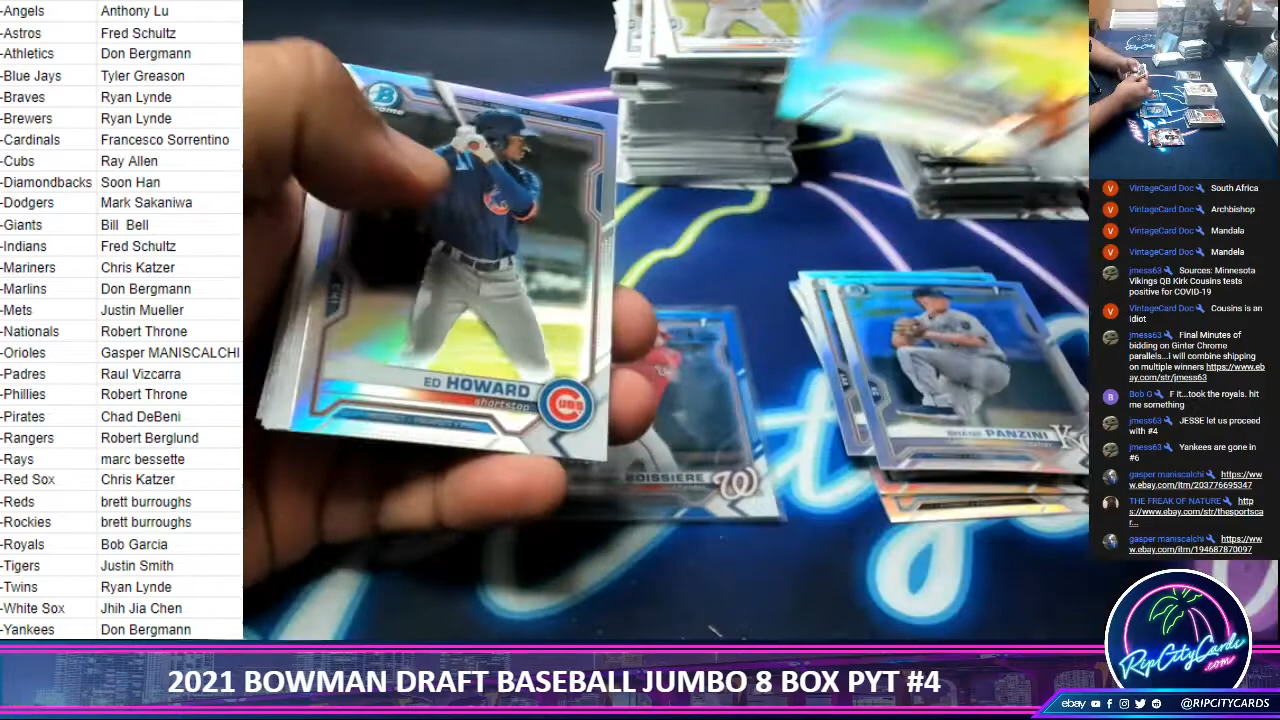 -Angels Anthony Lu
-Astros Fred Schultz
-Athletics Don Bergmann
-Blue Jays Tyler Greason
-Braves Ryan Lynde
-Brewers Ryan Lynde
-Cardinals Francesco Sorrentino
-Cubs Ray Allen
-Diamondbacks Soon Han
-Dodgers Mark Sakaniwa
-Giants Bill Bell
-Indians Fred Schultz
-Mariners Chris Katzer
-Marlins Don Bergmann
-Mets Justin Mueller
-Nationals Robert Throne
-Orioles Gasper MANISCALCHI
-Padres Raul Vizcarra
-Phillies Robert Throne
-Pirates Chad DeBeni
-Rangers Robert Berglund
-Rays marc bessette
-Red Sox Chris Katzer
-Reds brett burroughs
-Rockies brett burroughs
-Royals Bob Garcia
-Tigers Justin Smith
-Twins Ryan Lynde
-White Sox Jhih Jia Chen
-Yankees Don Bergmann
ED HOWARD
shortstop
CUBS
BOISSIERE
W
PANZINI
KC
V VintageCard Doc South Africa
V VintageCard Doc Archbishop
V VintageCard Doc Mandala
V VintageCard Doc Mandela
jmess63 Sources: Minnesota
Vikings QB Kirk Cousins tests
positive for COVID-19
V VintageCard Doc Cousins is an
idiot
jmess63 Final Minutes of
bidding on Ginter Chrome
parallels...i will combine shipping
on multiple winners https://www.eb
ay.com/str/jmess63
B Bob G F it...took the royals. hit
me something
jmess63 JESSE let us proceed
with #4
jmess63 Yankees are gone in
#6
gasper maniscalchi https://ww
w.ebay.com/itm/203776695347
THE FREAK OF NATURE http
s://www.ebay.com/str/thesportsca
r...
gasper maniscalchi https://ww
w.ebay.com/itm/194687870097
RipCityCards
.com
2021 BOWMAN DRAFT BASEBALL JUMBO 8 BOX PYT #4
ebay @RIPCITYCARDS